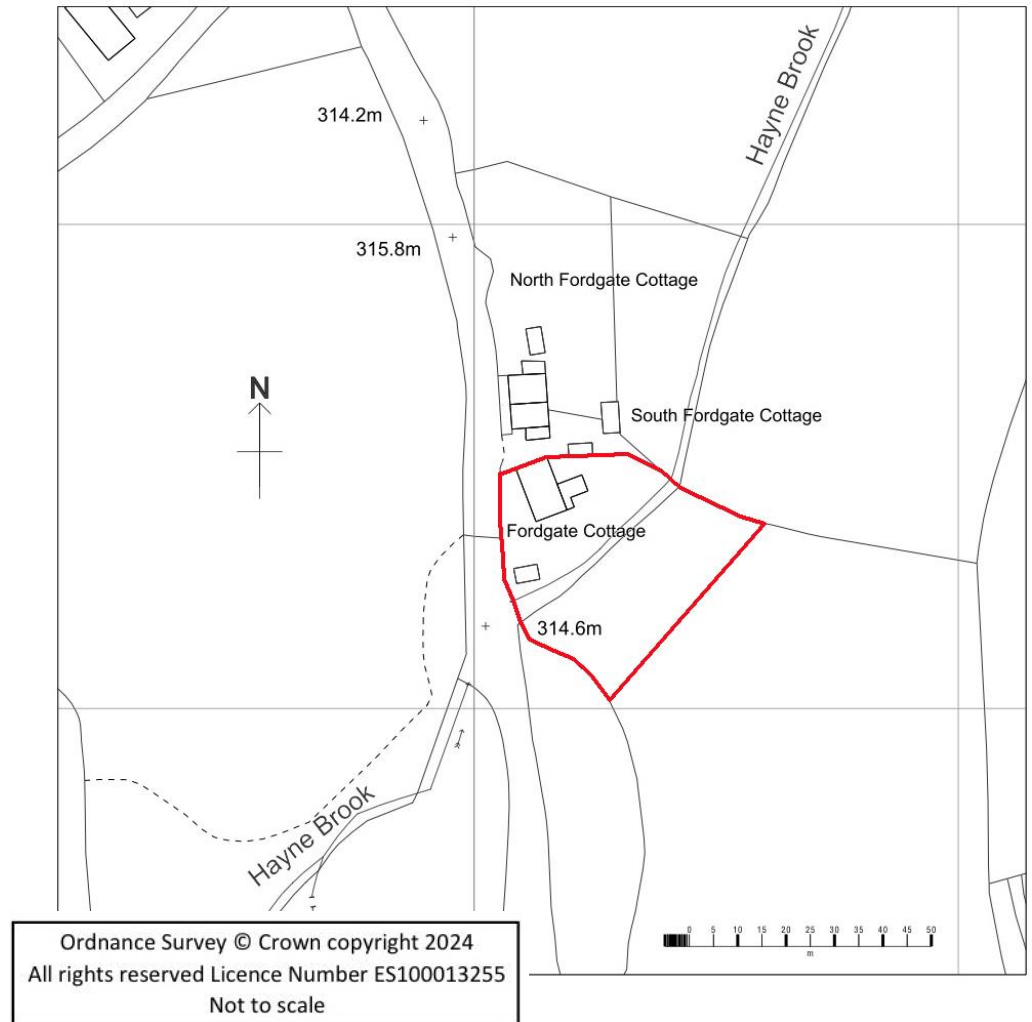 Hayne Brook
314.2m
315.8m
North Fordgate Cottage
N
South Fordgate Cottage
Fordgate Cottage
314.6m
Hayne Brook
0 5 10 15 20 25 30 35 40 45 50
m
Ordnance Survey © Crown copyright 2024
All rights reserved Licence Number ES100013255
Not to scale